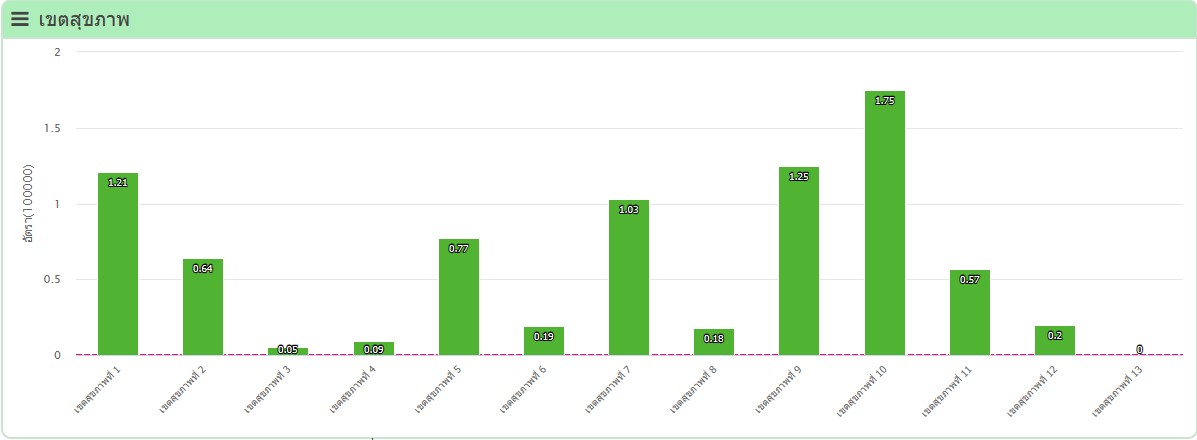 เขตสุขภาพ
2
1.5
1
0.5
0
อัตรา(1000000)
1.21
0.64
0.05
0.09
0.77
0.19
1.03
0.18
1.25
1.75
0.57
0.2
0
เขตสุขภาพที่ 1
เขตสุขภาพที่ 2
เขตสุขภาพที่ 3
เขตสุขภาพที่ 4
เขตสุขภาพที่ 5
เขตสุขภาพที่ 6
เขตสุขภาพที่ 7
เขตสุขภาพที่ 8
เขตสุขภาพที่ 9
เขตสุขภาพที่ 10
เขตสุขภาพที่ 11
เขตสุขภาพที่ 12
เขตสุขภาพที่ 13